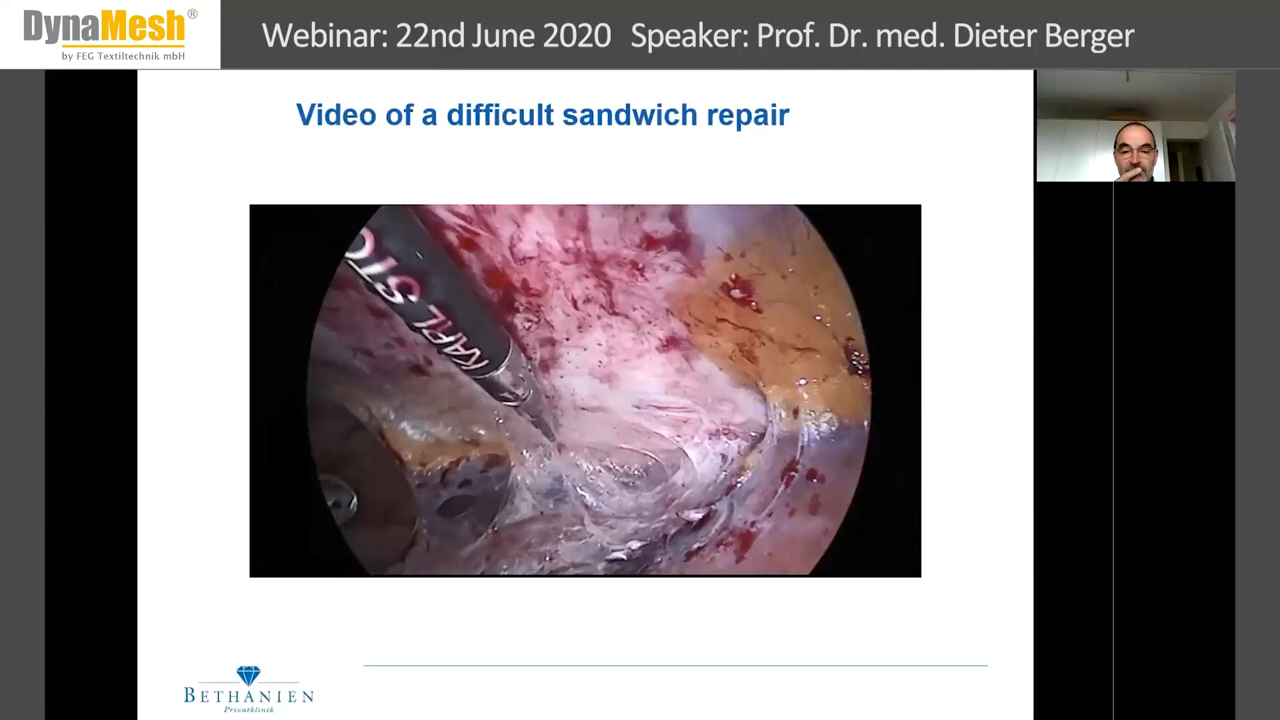 DynaMesh®
by FEG Textiltechnik mbH
Webinar: 22nd June 2020 Speaker: Prof. Dr. med. Dieter Berger
Video of a difficult sandwich repair
KARL STO
BETHANIEN
Privatklinik